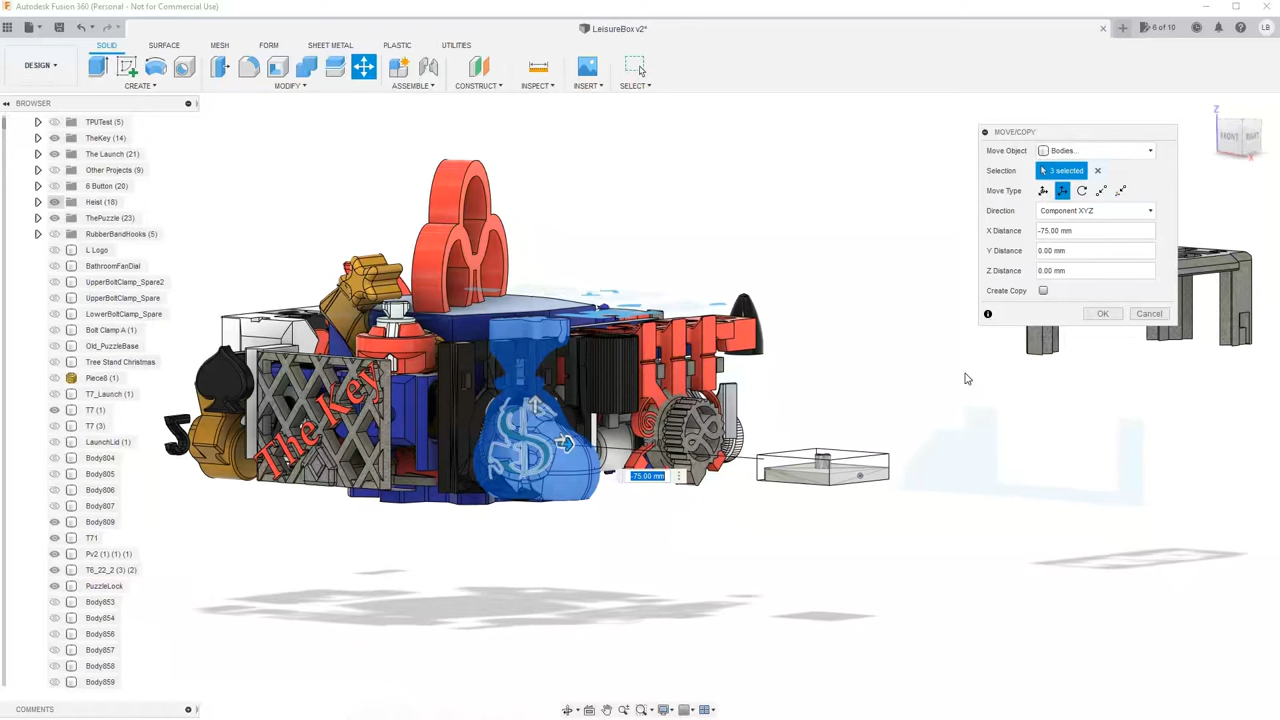 Autodesk Fusion 360 (Personal - Not for Commercial Use)
LeisureBox v2*
6 of 10
LB
DESIGN
SOLID
SURFACE
MESH
FORM
SHEET METAL
PLASTIC
UTILITIES
CREATE
MODIFY
ASSEMBLE
CONSTRUCT
INSPECT
INSERT
SELECT
BROWSER
TPUTest (5)
TheKey (14)
The Launch (21)
Other Projects (9)
6 Button (20)
Heist (18)
ThePuzzle (23)
RubberBandHooks (5)
L Logo
BathroomFanDial
UpperBoltClamp_Spare2
UpperBoltClamp_Spare
LowerBoltClamp_Spare
Bolt Clamp A (1)
Old_PuzzleBase
Tree Stand Christmas
Piece8 (1)
T7_Launch (1)
T7 (1)
T7 (3)
LaunchLid (1)
Body804
Body805
Body806
Body807
Body809
T71
Pv2 (1) (1) (1)
T6_22_2 (3) (2)
PuzzleLock
Body853
Body854
Body856
Body857
Body858
Body859
COMMENTS
The Key
$
-75.00 mm
Z
FRONT
RIGHT
X
MOVE/COPY
Move Object
Bodies...
Selection
3 selected
Move Type
Direction
Component XYZ
X Distance
-75.00 mm
Y Distance
0.00 mm
Z Distance
0.00 mm
Create Copy
OK
Cancel